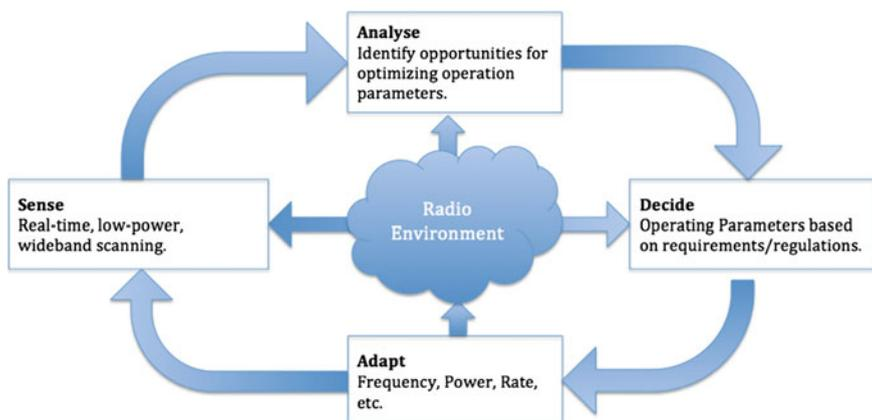 Analyse
Identify opportunities for
optimizing operation
parameters.
Sense
Real-time, low-power,
wideband scanning.
Radio
Environment
Decide
Operating Parameters based
on requirements/regulations.
Adapt
Frequency, Power, Rate,
etc.